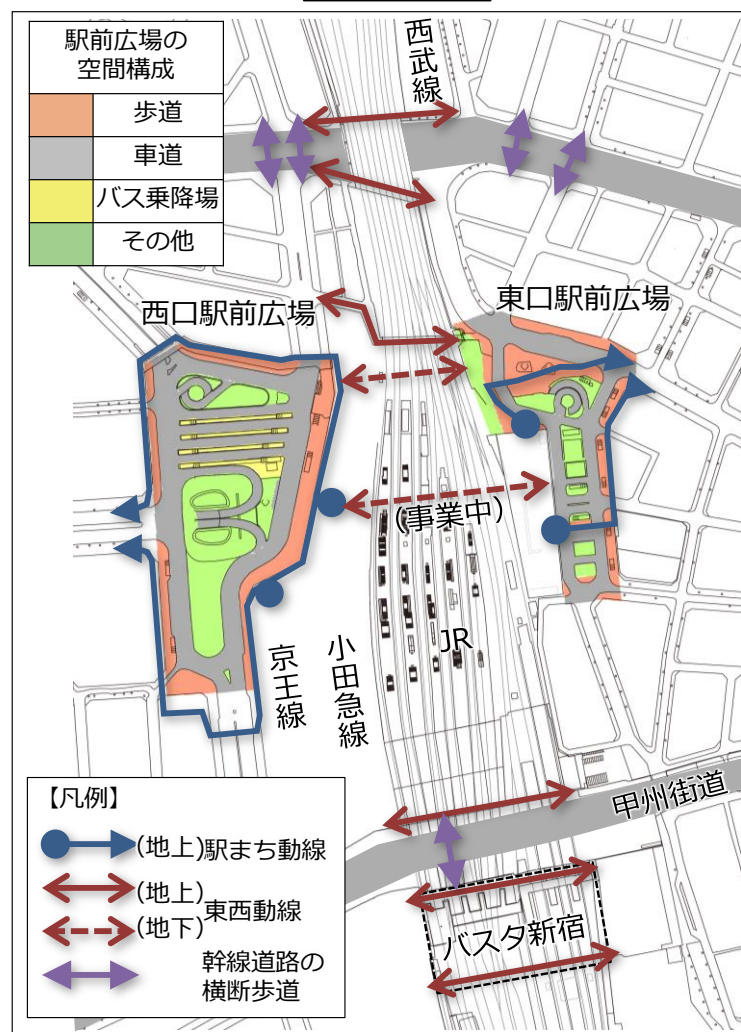 駅前広場の
空間構成
歩道
車道
バス乗降場
その他
西武線
西口駅前広場
東口駅前広場
(事業中)
JR
京王線
小田急線
甲州街道
バスタ新宿
【凡例】
(地上)駅まち動線
(地上)
東西動線
(地下)
幹線道路の
横断歩道